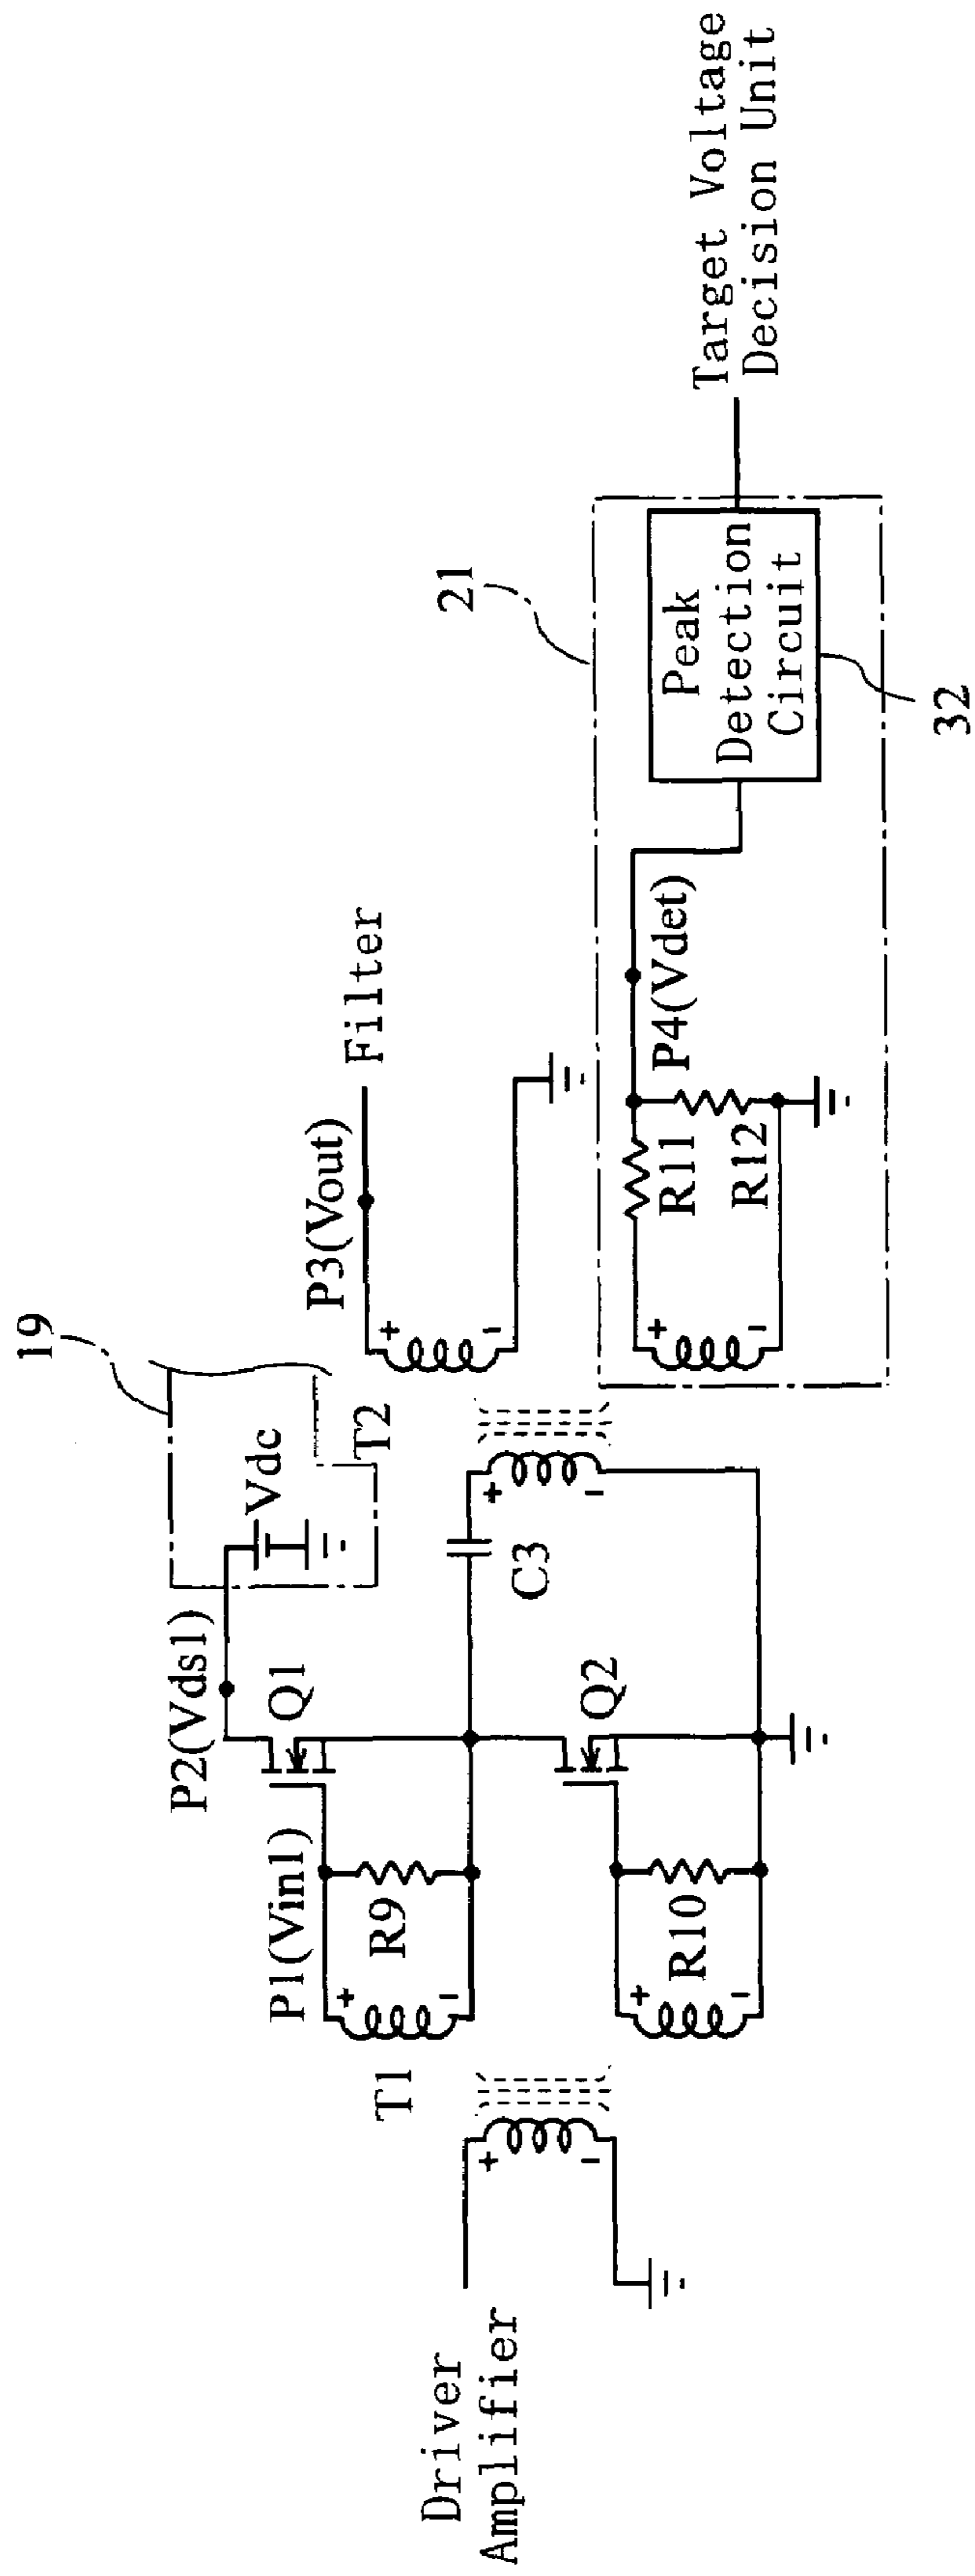 Driver
Amplifier
T1
P1(Vin1)
R9
R10
P2(Vds1)
Q1
Q2
19
Vdc
T2
C3
P3(Vout)
Filter
21
R11
R12
P4(Vdet)
Peak
Detection
Circuit
32
Target Voltage
Decision Unit
+
-
+
-
+
-
+
-
+
-
+
-